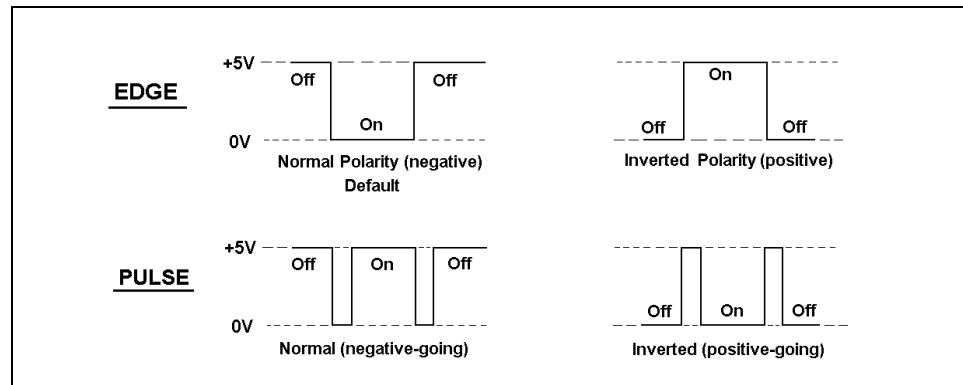 EDGE
+5V
Off
On
Off
0V
Normal Polarity (negative)
Default
Off
On
Off
Inverted Polarity (positive)
PULSE
+5V
Off
On
Off
0V
Normal (negative-going)
Off
On
Off
Inverted (positive-going)